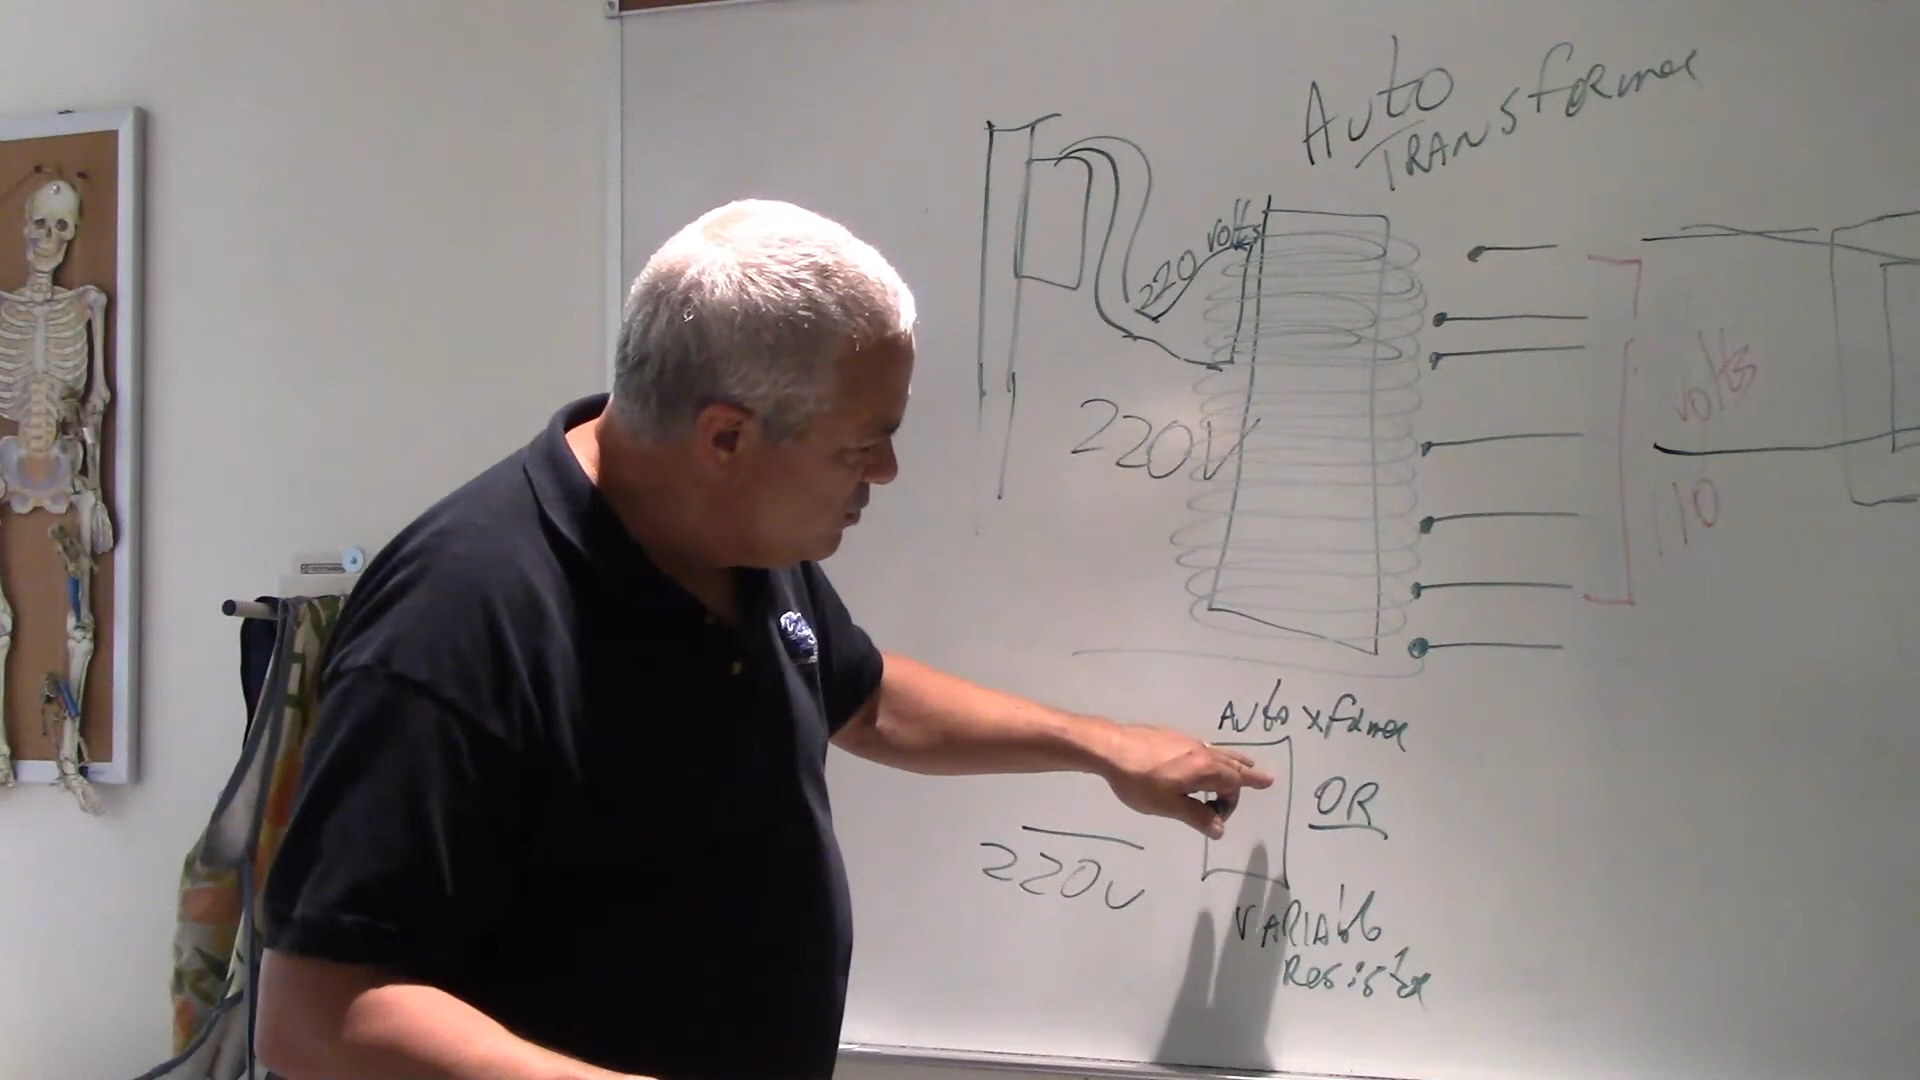 Auto
TRANSformer
220 volts
220V
volts
110
Auto xformer
OR
220v
VARIABLE
Resistor